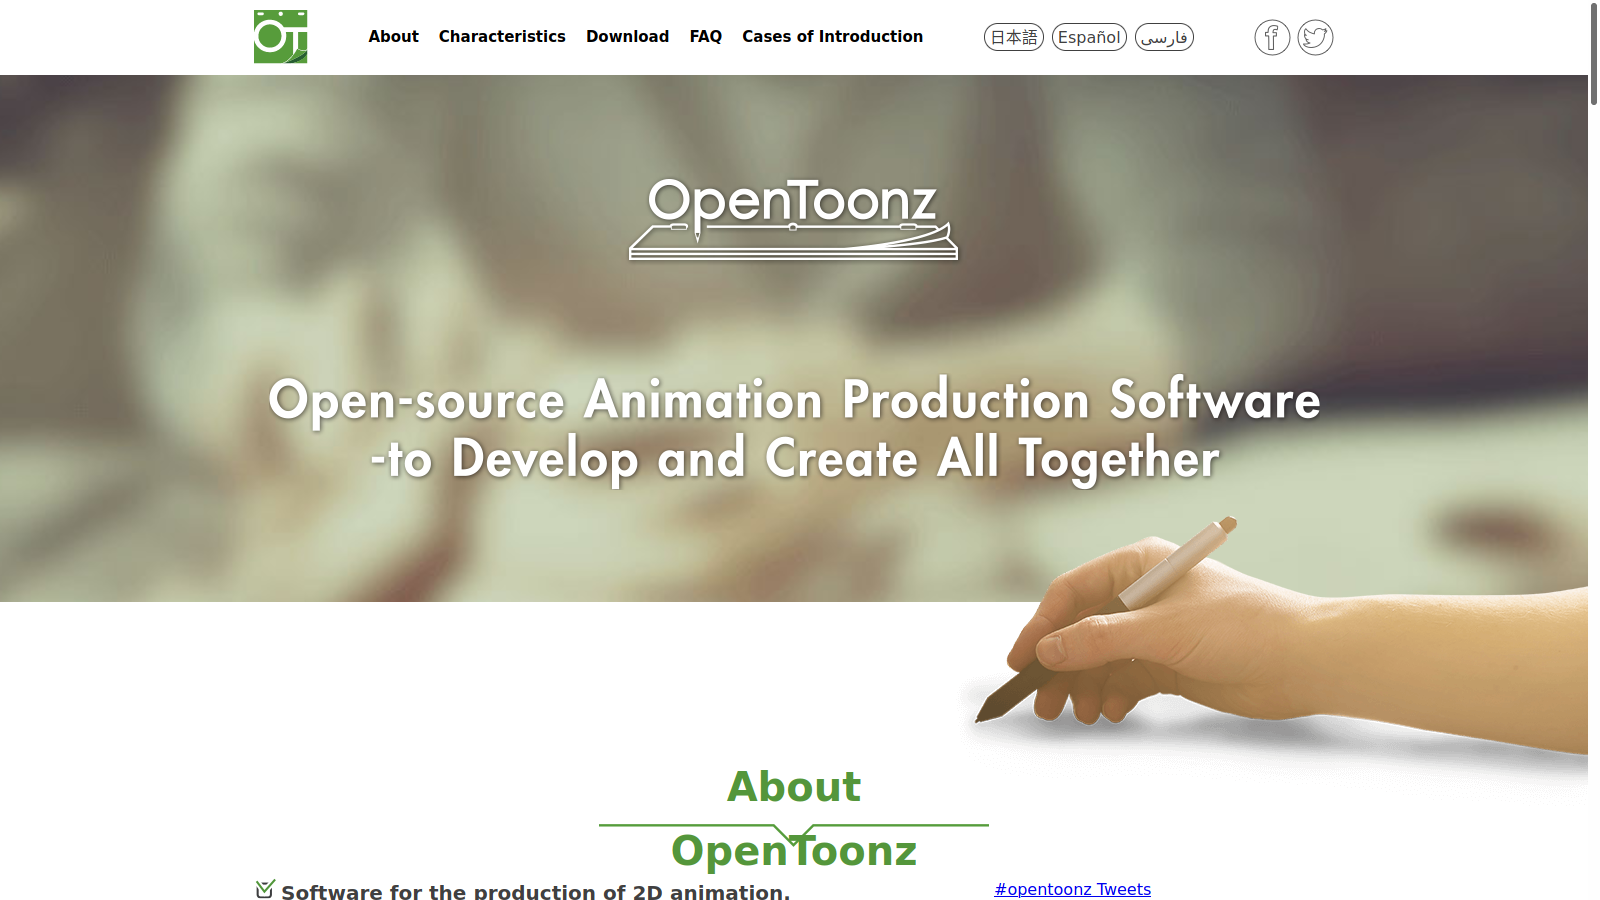 OT
About
Characteristics
Download
FAQ
Cases of Introduction
日本語
Español
فارسی
OpenToonz
Open-source Animation Production Software
-to Develop and Create All Together
About
OpenToonz
Software for the production of 2D animation.
#opentoonz Tweets